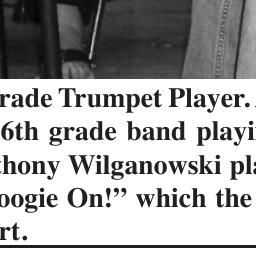 rade Trumpet Player.
6th grade band playi
thony Wilganowski pla
oogie On!” which the
rt.